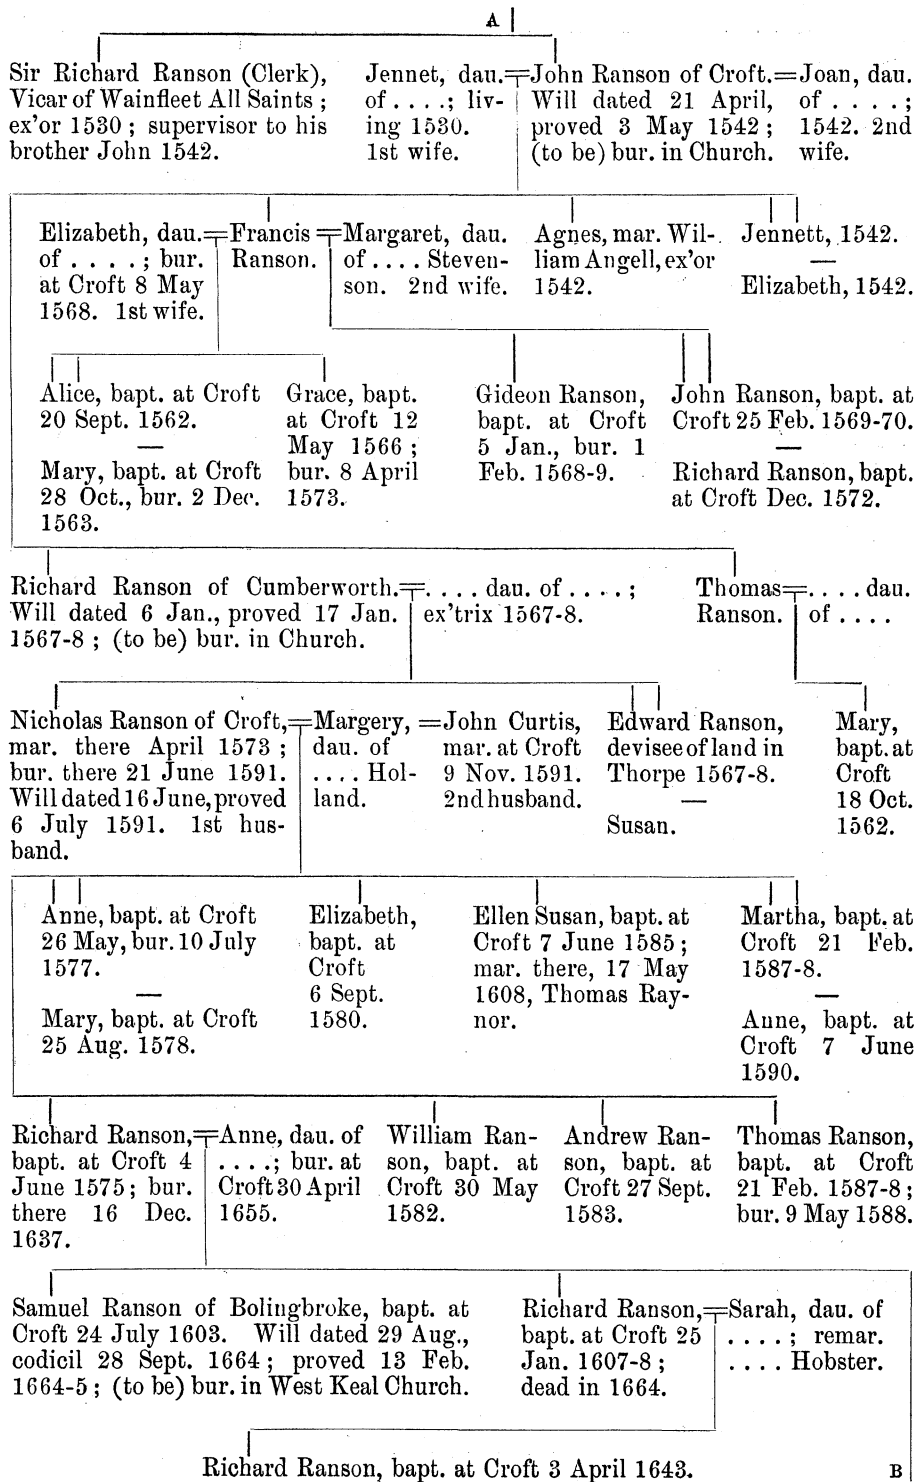 A
Sir Richard Ranson (Clerk),
Vicar of Wainfleet All Saints ;
ex'or 1530 ; supervisor to his
brother John 1542.
Jennet, dau.
of . . . . ; liv-
ing 1530.
1st wife.
=John Ranson of Croft.=
Will dated 21 April,
proved 3 May 1542 ;
(to be) bur. in Church.
Joan, dau.
of . . . . ;
1542. 2nd
wife.
Elizabeth, dau.
of . . . . ; bur.
at Croft 8 May
1568. 1st wife.
=Francis=
Ranson.
Margaret, dau.
of . . . . Steven-
son. 2nd wife.
Agnes, mar. Wil-
liam Angell, ex'or
1542.
Jennett, 1542.
—
Elizabeth, 1542.
Alice, bapt. at Croft
20 Sept. 1562.
—
Mary, bapt. at Croft
28 Oct., bur. 2 Dec.
1563.
Grace, bapt.
at Croft 12
May 1566 ;
bur. 8 April
1573.
Gideon Ranson,
bapt. at Croft
5 Jan., bur. 1
Feb. 1568-9.
John Ranson, bapt. at
Croft 25 Feb. 1569-70.
—
Richard Ranson, bapt.
at Croft Dec. 1572.
Richard Ranson of Cumberworth.=
Will dated 6 Jan., proved 17 Jan.
1567-8 ; (to be) bur. in Church.
. . . . dau. of . . . . ;
ex'trix 1567-8.
Thomas=
Ranson.
. . . . dau.
of . . . .
Nicholas Ranson of Croft,=
mar. there April 1573 ;
bur. there 21 June 1591.
Will dated 16 June, proved
6 July 1591. 1st hus-
band.
Margery,
dau. of
. . . . Hol-
land.
=John Curtis,
mar. at Croft
9 Nov. 1591.
2nd husband.
Edward Ranson,
devisee of land in
Thorpe 1567-8.
—
Susan.
Mary,
bapt. at
Croft
18 Oct.
1562.
Anne, bapt. at Croft
26 May, bur. 10 July
1577.
—
Mary, bapt. at Croft
25 Aug. 1578.
Elizabeth,
bapt. at
Croft
6 Sept.
1580.
Ellen Susan, bapt. at
Croft 7 June 1585 ;
mar. there, 17 May
1608, Thomas Ray-
nor.
Martha, bapt. at
Croft 21 Feb.
1587-8.
—
Anne, bapt. at
Croft 7 June
1590.
Richard Ranson,=
bapt. at Croft 4
June 1575 ; bur.
there 16 Dec.
1637.
Anne, dau. of
. . . . ; bur. at
Croft 30 April
1655.
William Ran-
son, bapt. at
Croft 30 May
1582.
Andrew Ran-
son, bapt. at
Croft 27 Sept.
1583.
Thomas Ranson,
bapt. at Croft
21 Feb. 1587-8 ;
bur. 9 May 1588.
Samuel Ranson of Bolingbroke, bapt. at
Croft 24 July 1603. Will dated 29 Aug.,
codicil 28 Sept. 1664 ; proved 13 Feb.
1664-5 ; (to be) bur. in West Keal Church.
Richard Ranson,=
bapt. at Croft 25
Jan. 1607-8 ;
dead in 1664.
Sarah, dau. of
. . . . ; remar.
. . . . Hobster.
Richard Ranson, bapt. at Croft 3 April 1643.
B